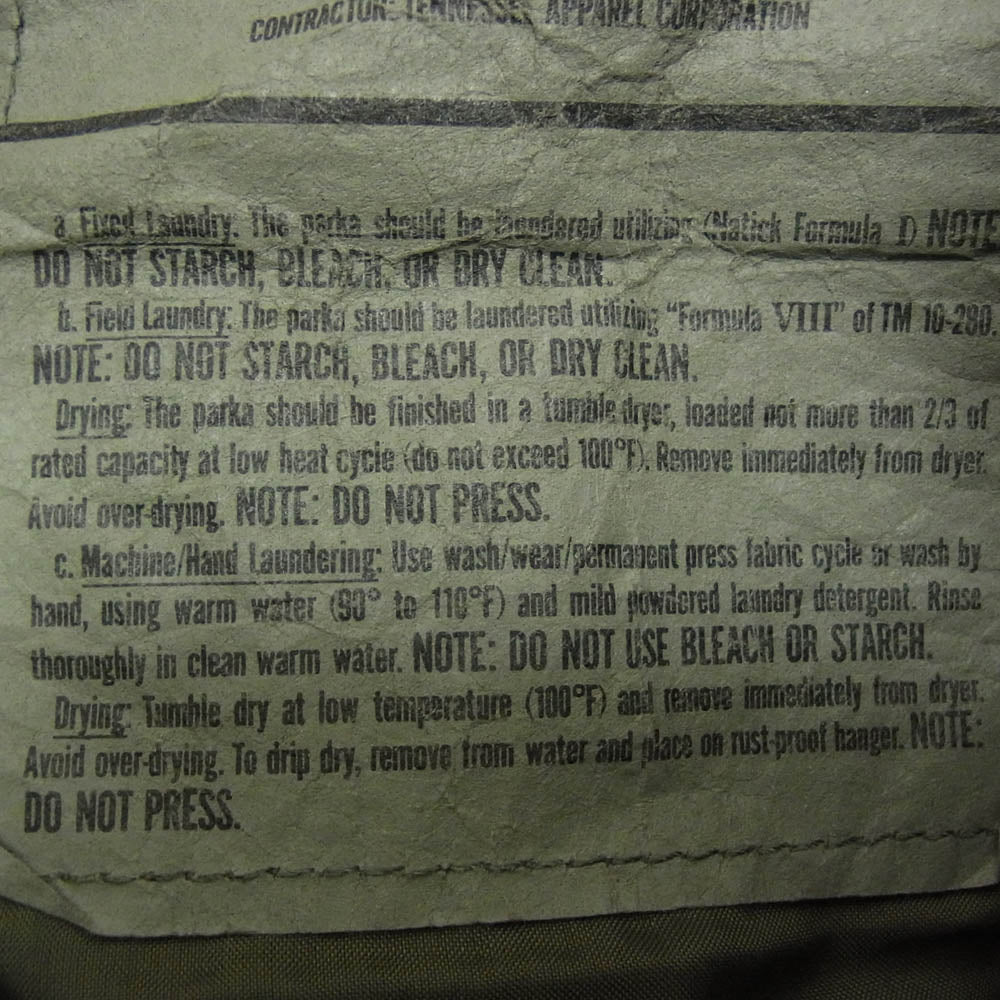 CONTRACTOR: TENNESSEE APPAREL CORPORATION
a. Fixed Laundry: The parka should be laundered utilizing (Natick Formula I) NOTE
DO NOT STARCH, BLEACH, OR DRY CLEAN.
b. Field Laundry: The parka should be laundered utilizing "Formula VIII" of TM 10-280.
NOTE: DO NOT STARCH, BLEACH, OR DRY CLEAN.
Drying: The parka should be finished in a tumble dryer, loaded not more than 2/3 of
rated capacity at low heat cycle (do not exceed 100°F). Remove immediately from dryer.
Avoid over-drying. NOTE: DO NOT PRESS.
c. Machine/Hand Laundering: Use wash/wear/permanent press fabric cycle or wash by
hand, using warm water (90° to 110°F) and mild powdered laundry detergent. Rinse
thoroughly in clean warm water. NOTE: DO NOT USE BLEACH OR STARCH.
Drying: Tumble dry at low temperature (100°F) and remove immediately from dryer.
Avoid over-drying. To drip dry, remove from water and place on rust-proof hanger. NOTE:
DO NOT PRESS.